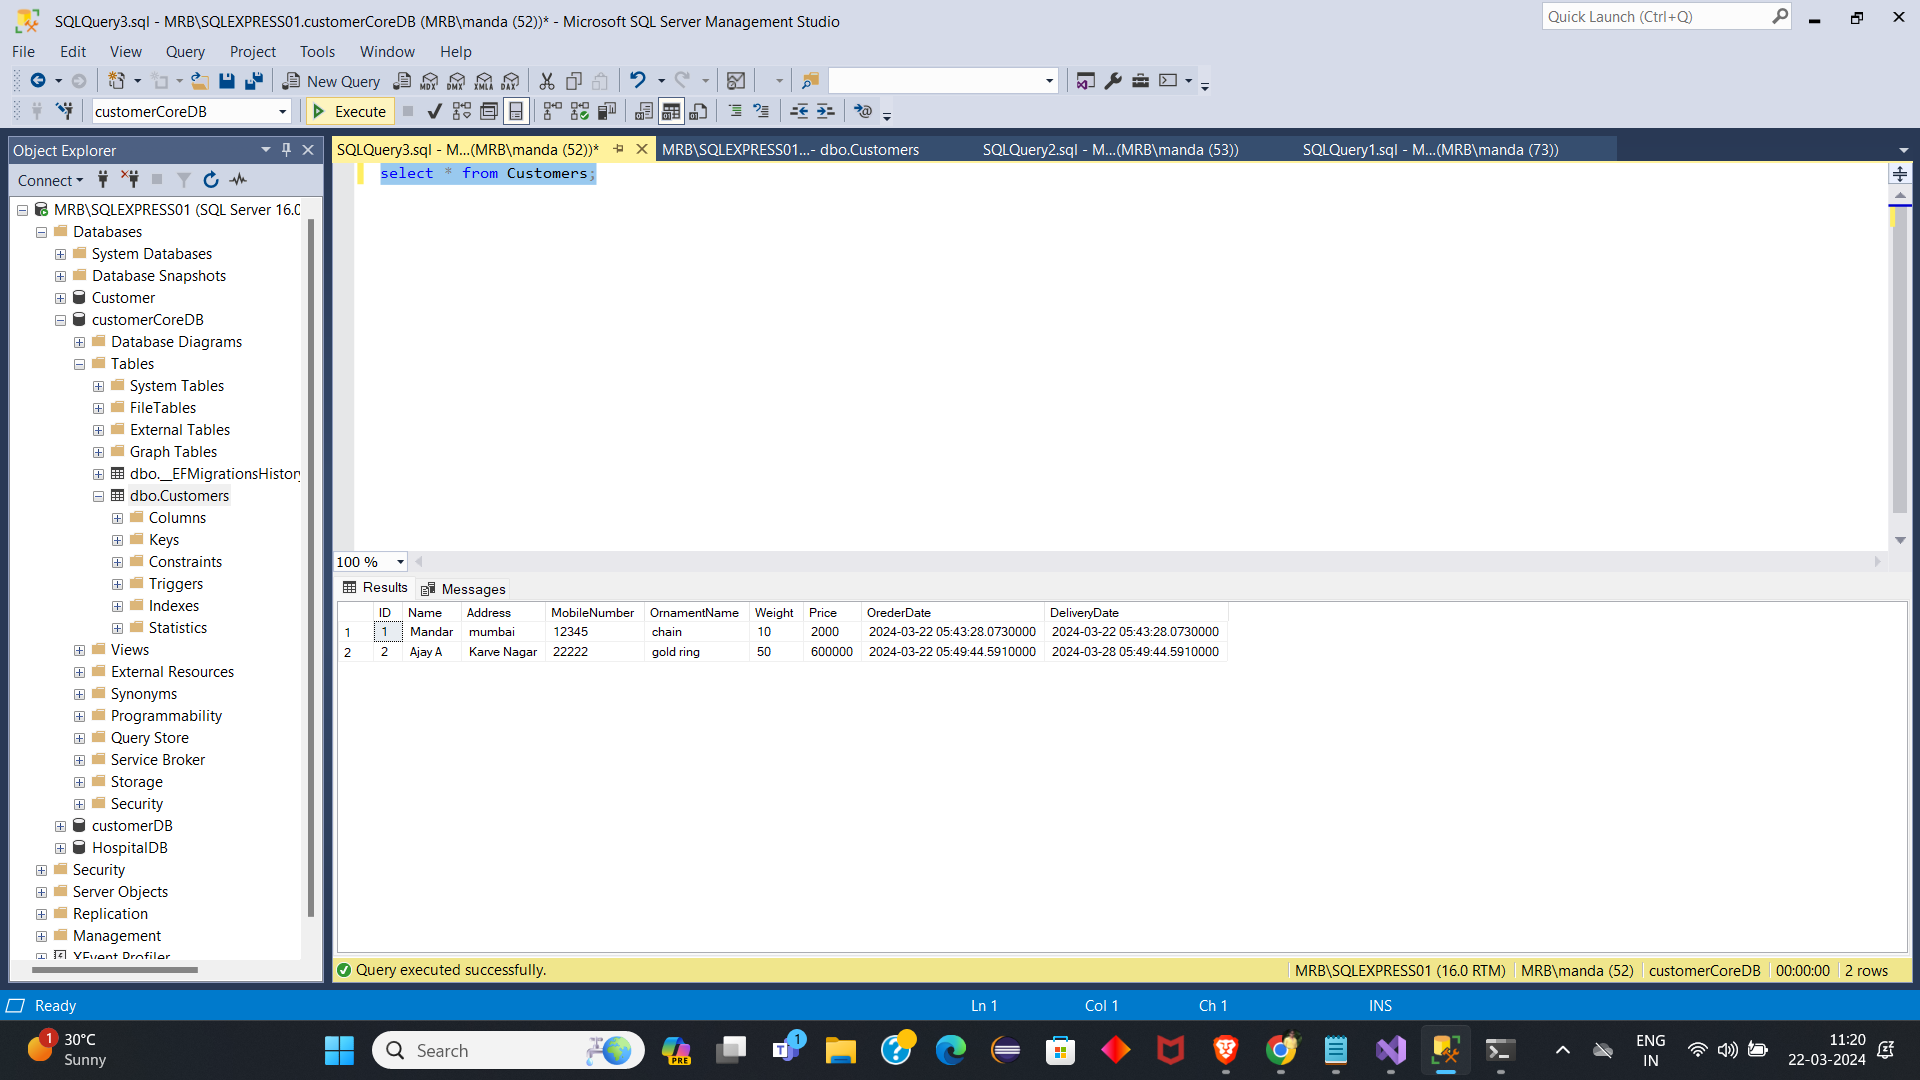 SQLQuery3.sql - MRB\SQLEXPRESS01.customerCoreDB (MRB\manda (52))* - Microsoft SQL Server Management Studio
Quick Launch (Ctrl+Q)
File Edit View Query Project Tools Window Help
New Query MDX DMX XMLA DAX
customerCoreDB Execute
Object Explorer
SQLQuery3.sql - M...(MRB\manda (52))* MRB\SQLEXPRESS01...- dbo.Customers SQLQuery2.sql - M...(MRB\manda (53)) SQLQuery1.sql - M...(MRB\manda (73))
Connect
select * from Customers;
MRB\SQLEXPRESS01 (SQL Server 16.0
Databases
System Databases
Database Snapshots
Customer
customerCoreDB
Database Diagrams
Tables
System Tables
FileTables
External Tables
Graph Tables
dbo.__EFMigrationsHistory
dbo.Customers
Columns
Keys
Constraints
Triggers
Indexes
Statistics
Views
External Resources
Synonyms
Programmability
Query Store
Service Broker
Storage
Security
customerDB
HospitalDB
Security
Server Objects
Replication
Management
XEvent Profiler
100 %
Results Messages
ID Name Address MobileNumber OrnamentName Weight Price OrederDate DeliveryDate
1 1 Mandar mumbai 12345 chain 10 2000 2024-03-22 05:43:28.0730000 2024-03-22 05:43:28.0730000
2 2 Ajay A Karve Nagar 22222 gold ring 50 600000 2024-03-22 05:49:44.5910000 2024-03-28 05:49:44.5910000
Query executed successfully. MRB\SQLEXPRESS01 (16.0 RTM) MRB\manda (52) customerCoreDB 00:00:00 2 rows
Ready Ln 1 Col 1 Ch 1 INS
1 30°C
Sunny
Search
PRE
1
ENG
IN
11:20
22-03-2024